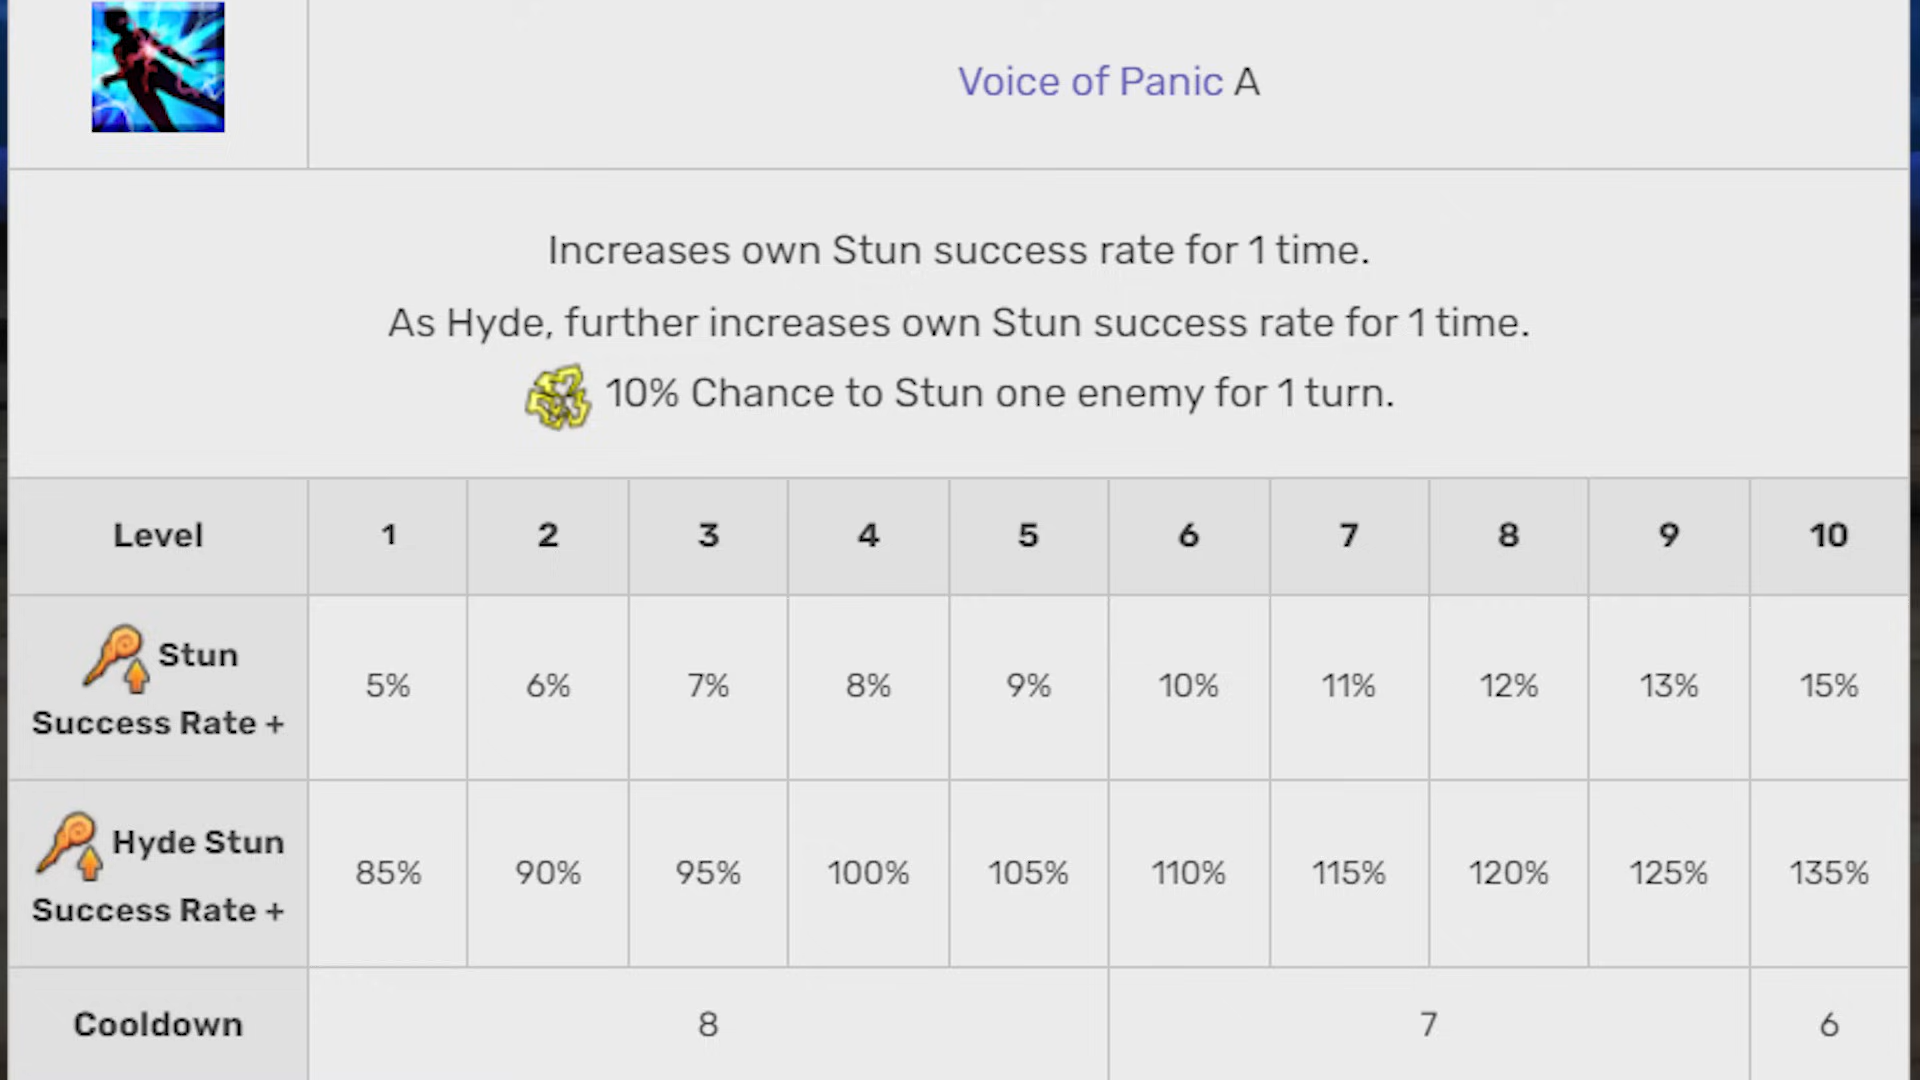 Voice of Panic A
Increases own Stun success rate for 1 time.
As Hyde, further increases own Stun success rate for 1 time.
10% Chance to Stun one enemy for 1 turn.
Level 1 2 3 4 5 6 7 8 9 10
Stun
Success Rate +
5% 6% 7% 8% 9% 10% 11% 12% 13% 15%
Hyde Stun
Success Rate +
85% 90% 95% 100% 105% 110% 115% 120% 125% 135%
Cooldown 8 7 6